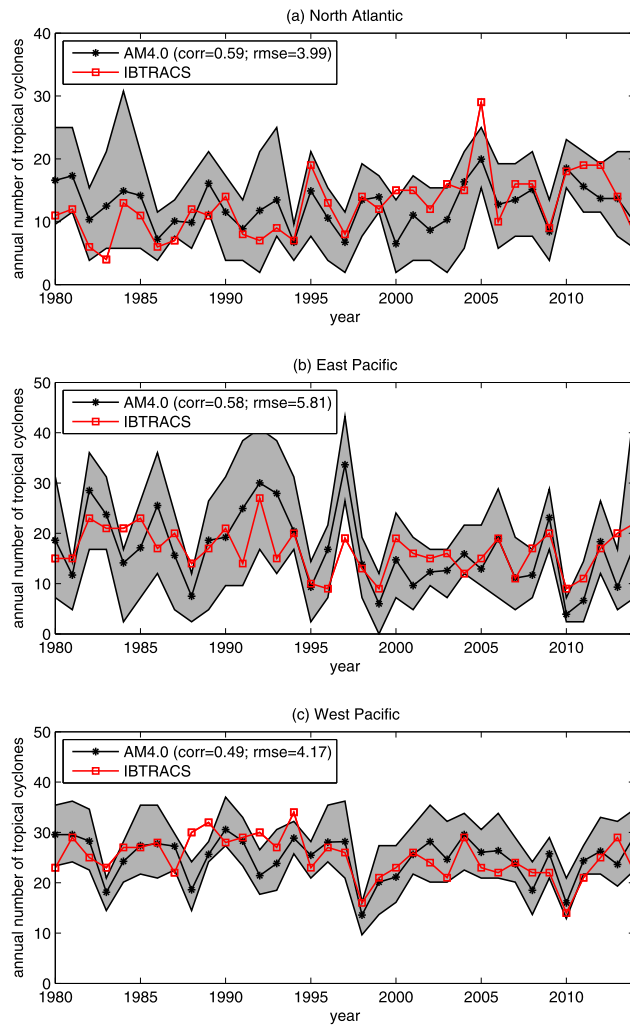 (a) North Atlantic
40
30
20
10
0
annual number of tropical cyclones
AM4.0 (corr=0.59; rmse=3.99)
IBTRACS
1980 1985 1990 1995 2000 2005 2010
year
(b) East Pacific
50
40
30
20
10
0
annual number of tropical cyclones
AM4.0 (corr=0.58; rmse=5.81)
IBTRACS
1980 1985 1990 1995 2000 2005 2010
year
(c) West Pacific
50
40
30
20
10
0
annual number of tropical cyclones
AM4.0 (corr=0.49; rmse=4.17)
IBTRACS
1980 1985 1990 1995 2000 2005 2010
year